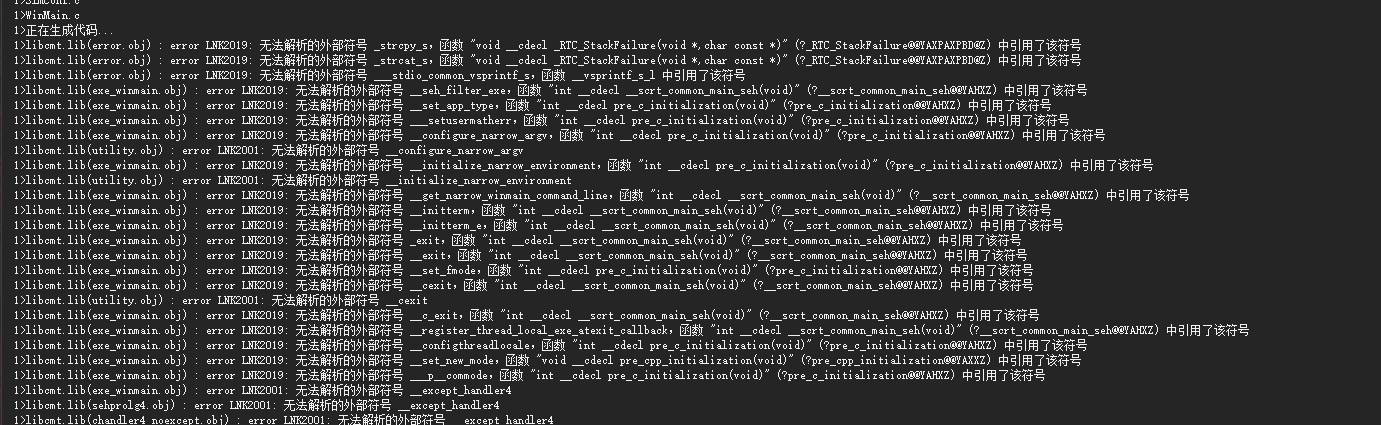 1>SimConf.c
1>WinMain.c
1>正在生成代码...
1>libcmt.lib(error.obj) : error LNK2019: 无法解析的外部符号 _strcpy_s，函数 "void __cdecl _RTC_StackFailure(void *,char const *)" (?_RTC_StackFailure@@YAXPAXPBD@Z) 中引用了该符号
1>libcmt.lib(error.obj) : error LNK2019: 无法解析的外部符号 _strcat_s，函数 "void __cdecl _RTC_StackFailure(void *,char const *)" (?_RTC_StackFailure@@YAXPAXPBD@Z) 中引用了该符号
1>libcmt.lib(error.obj) : error LNK2019: 无法解析的外部符号 ___stdio_common_vsprintf_s，函数 __vsprintf_s_l 中引用了该符号
1>libcmt.lib(exe_winmain.obj) : error LNK2019: 无法解析的外部符号 __seh_filter_exe，函数 "int __cdecl __scrt_common_main_seh(void)" (?__scrt_common_main_seh@@YAHXZ) 中引用了该符号
1>libcmt.lib(exe_winmain.obj) : error LNK2019: 无法解析的外部符号 __set_app_type，函数 "int __cdecl pre_c_initialization(void)" (?pre_c_initialization@@YAHXZ) 中引用了该符号
1>libcmt.lib(exe_winmain.obj) : error LNK2019: 无法解析的外部符号 ___setusermatherr，函数 "int __cdecl pre_c_initialization(void)" (?pre_c_initialization@@YAHXZ) 中引用了该符号
1>libcmt.lib(exe_winmain.obj) : error LNK2019: 无法解析的外部符号 __configure_narrow_argv，函数 "int __cdecl pre_c_initialization(void)" (?pre_c_initialization@@YAHXZ) 中引用了该符号
1>libcmt.lib(utility.obj) : error LNK2001: 无法解析的外部符号 __configure_narrow_argv
1>libcmt.lib(exe_winmain.obj) : error LNK2019: 无法解析的外部符号 __initialize_narrow_environment，函数 "int __cdecl pre_c_initialization(void)" (?pre_c_initialization@@YAHXZ) 中引用了该符号
1>libcmt.lib(utility.obj) : error LNK2001: 无法解析的外部符号 __initialize_narrow_environment
1>libcmt.lib(exe_winmain.obj) : error LNK2019: 无法解析的外部符号 __get_narrow_winmain_command_line，函数 "int __cdecl __scrt_common_main_seh(void)" (?__scrt_common_main_seh@@YAHXZ) 中引用了该符号
1>libcmt.lib(exe_winmain.obj) : error LNK2019: 无法解析的外部符号 __initterm，函数 "int __cdecl __scrt_common_main_seh(void)" (?__scrt_common_main_seh@@YAHXZ) 中引用了该符号
1>libcmt.lib(exe_winmain.obj) : error LNK2019: 无法解析的外部符号 __initterm_e，函数 "int __cdecl __scrt_common_main_seh(void)" (?__scrt_common_main_seh@@YAHXZ) 中引用了该符号
1>libcmt.lib(exe_winmain.obj) : error LNK2019: 无法解析的外部符号 _exit，函数 "int __cdecl __scrt_common_main_seh(void)" (?__scrt_common_main_seh@@YAHXZ) 中引用了该符号
1>libcmt.lib(exe_winmain.obj) : error LNK2019: 无法解析的外部符号 __exit，函数 "int __cdecl __scrt_common_main_seh(void)" (?__scrt_common_main_seh@@YAHXZ) 中引用了该符号
1>libcmt.lib(exe_winmain.obj) : error LNK2019: 无法解析的外部符号 __set_fmode，函数 "int __cdecl pre_c_initialization(void)" (?pre_c_initialization@@YAHXZ) 中引用了该符号
1>libcmt.lib(exe_winmain.obj) : error LNK2019: 无法解析的外部符号 __cexit，函数 "int __cdecl __scrt_common_main_seh(void)" (?__scrt_common_main_seh@@YAHXZ) 中引用了该符号
1>libcmt.lib(utility.obj) : error LNK2001: 无法解析的外部符号 __cexit
1>libcmt.lib(exe_winmain.obj) : error LNK2019: 无法解析的外部符号 __c_exit，函数 "int __cdecl __scrt_common_main_seh(void)" (?__scrt_common_main_seh@@YAHXZ) 中引用了该符号
1>libcmt.lib(exe_winmain.obj) : error LNK2019: 无法解析的外部符号 __register_thread_local_exe_atexit_callback，函数 "int __cdecl __scrt_common_main_seh(void)" (?__scrt_common_main_seh@@YAHXZ) 中引用了该符号
1>libcmt.lib(exe_winmain.obj) : error LNK2019: 无法解析的外部符号 __configthreadlocale，函数 "int __cdecl pre_c_initialization(void)" (?pre_c_initialization@@YAHXZ) 中引用了该符号
1>libcmt.lib(exe_winmain.obj) : error LNK2019: 无法解析的外部符号 __set_new_mode，函数 "void __cdecl pre_cpp_initialization(void)" (?pre_cpp_initialization@@YAXXZ) 中引用了该符号
1>libcmt.lib(exe_winmain.obj) : error LNK2019: 无法解析的外部符号 ___p__commode，函数 "int __cdecl pre_c_initialization(void)" (?pre_c_initialization@@YAHXZ) 中引用了该符号
1>libcmt.lib(exe_winmain.obj) : error LNK2001: 无法解析的外部符号 __except_handler4
1>libcmt.lib(sehprolg4.obj) : error LNK2001: 无法解析的外部符号 __except_handler4
1>libcmt.lib(chandler4_noexcept.obj) : error LNK2001: 无法解析的外部符号 __except_handler4